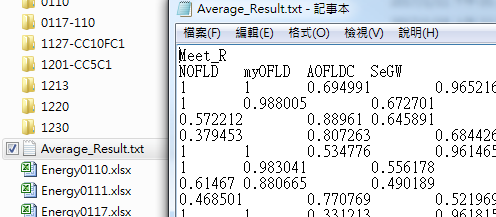 0110
0117-110
1127-CC10FC1
1201-CC5C1
1213
1220
1230
Average_Result.txt
Energy0110.xlsx
Energy0111.xlsx
Energy0117.xlsx
Average_Result.txt - 記事本
檔案(F) 編輯(E) 格式(O) 檢視(V) 說明(H)
Meet_R
NOFLD myOFLD AOFLDC SeGW
1 1 0.694991 0.965216
1 0.988005 0.672701
0.572212 0.88961 0.645891
0.379453 0.807263 0.684426
1 1 0.534776 0.961465
1 0.983041 0.556178
0.61467 0.880665 0.490189
0.468501 0.770769 0.521969
1 1 0.331213 0.961815